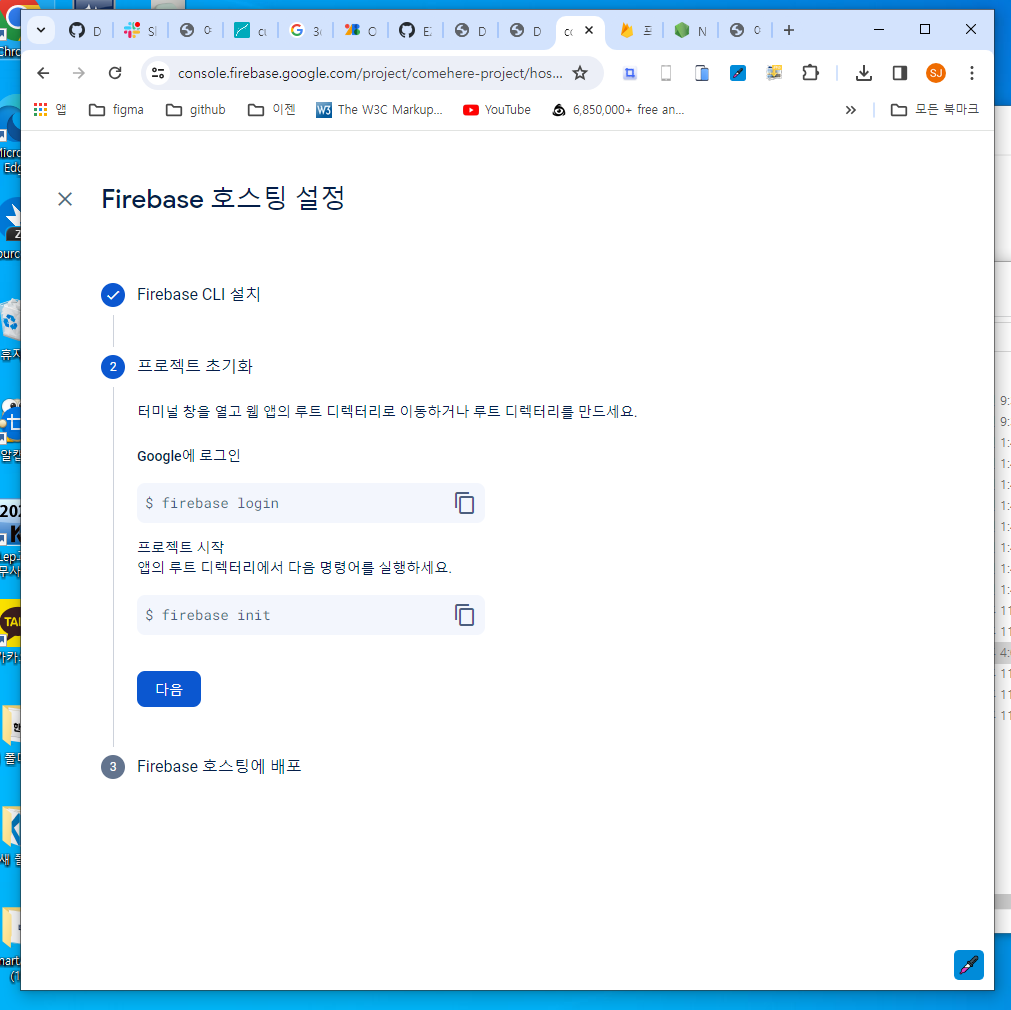 console.firebase.google.com/project/comehere-project/hos...
SJ
앱
figma
github
이젠
The W3C Markup...
YouTube
6,850,000+ free an...
모든 북마크
Firebase 호스팅 설정
Firebase CLI 설치
2
프로젝트 초기화
터미널 창을 열고 웹 앱의 루트 디렉터리로 이동하거나 루트 디렉터리를 만드세요.
Google에 로그인
$ firebase login
프로젝트 시작
앱의 루트 디렉터리에서 다음 명령어를 실행하세요.
$ firebase init
다음
3
Firebase 호스팅에 배포